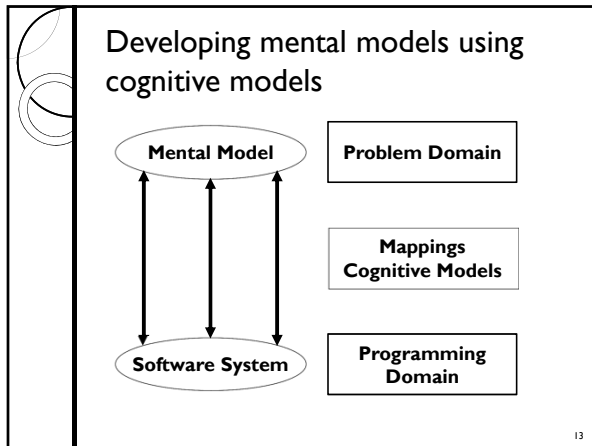 Developing mental models using
cognitive models
Mental Model
Problem Domain
Mappings
Cognitive Models
Software System
Programming
Domain
13